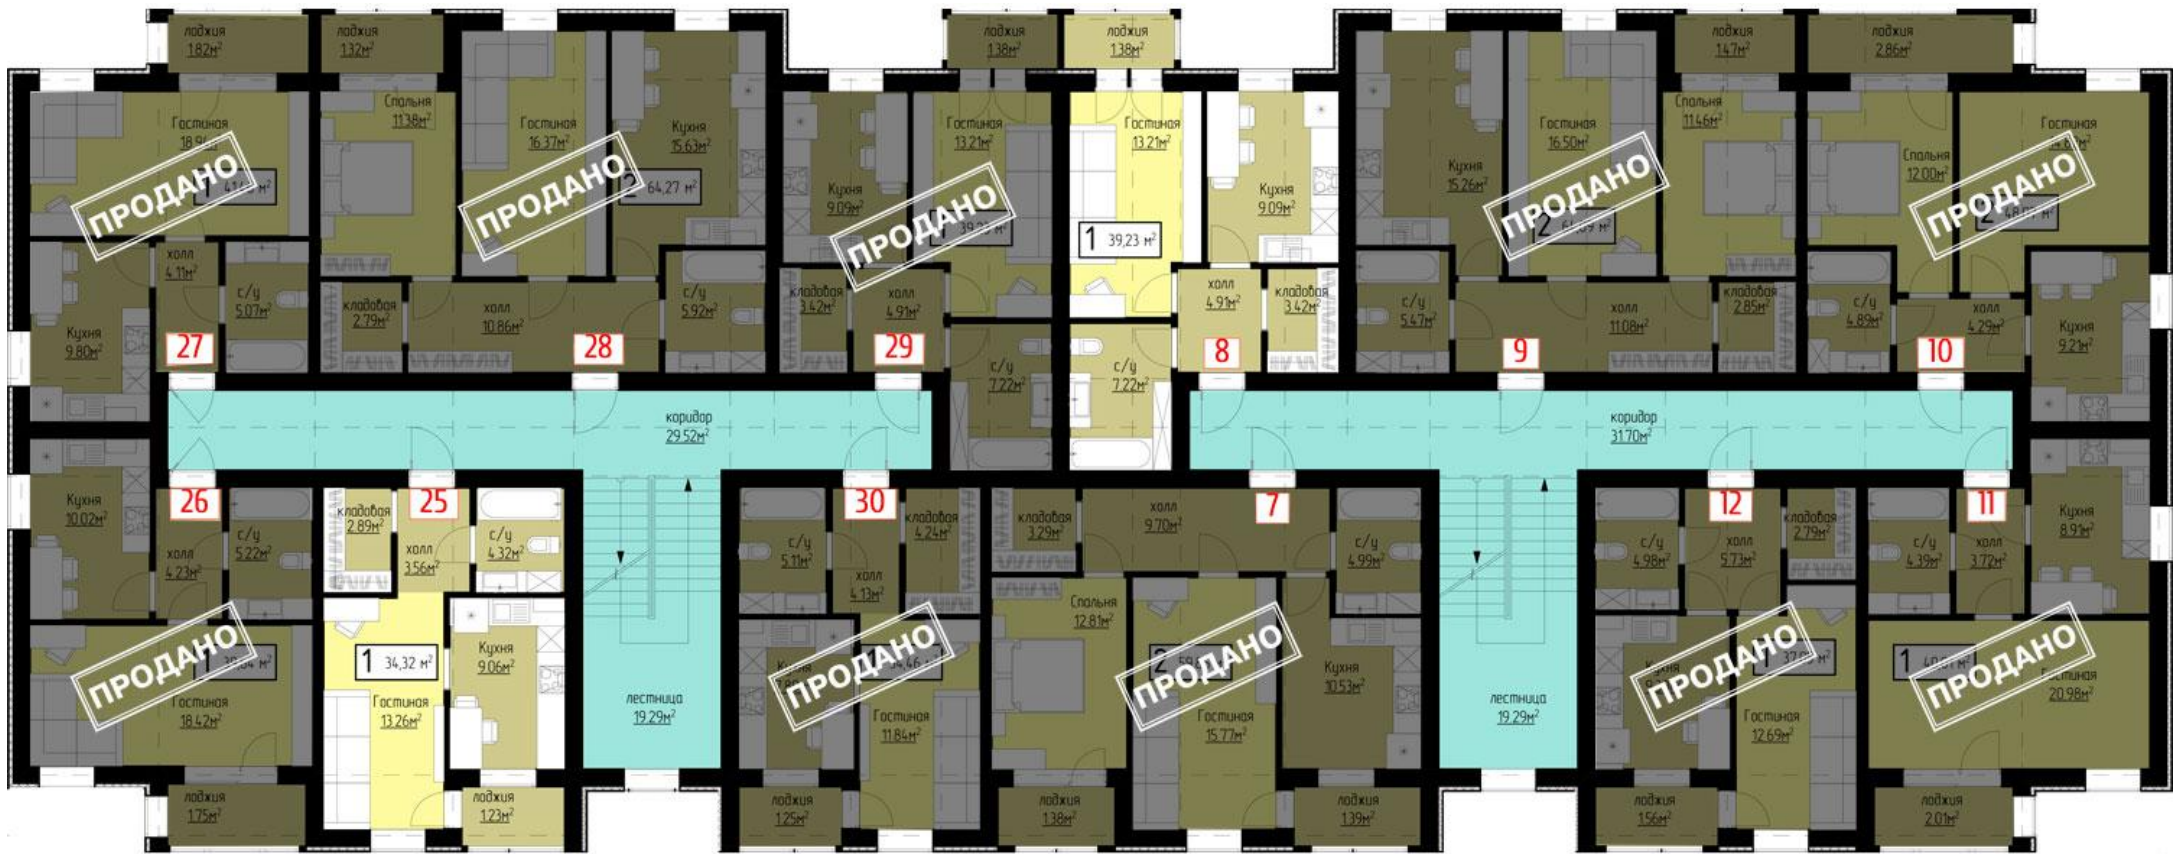 лоджия
1.82м²
лоджия
1.32м²
лоджия
1.38м²
лоджия
1.38м²
лоджия
1.47м²
лоджия
2.86м²
Гостиная
ПРОДАНО
Спальня
11.38м²
Гостиная
16.37м²
ПРОДАНО
Кухня
15.63м²
2 64,27 м²
Кухня
9.09м²
Гостиная
13.21м²
ПРОДАНО
39,23 м²
Гостиная
13.21м²
1 39,23 м²
Кухня
9.09м²
Кухня
15.26м²
Гостиная
16.50м²
ПРОДАНО
2
Спальня
11.46м²
Спальня
12.00м²
Гостиная
ПРОДАНО
холл
4.11м²
с/у
5.07м²
Кухня
9.80м²
27
кладовая
2.79м²
холл
10.86м²
28
с/у
5.92м²
кладовая
3.42м²
холл
4.91м²
29
с/у
7.22м²
с/у
7.22м²
холл
4.91м²
8
кладовая
3.42м²
с/у
5.47м²
9
холл
11.08м²
кладовая
2.85м²
с/у
4.89м²
10
холл
4.29м²
Кухня
9.21м²
коридор
29.52м²
коридор
31.70м²
Кухня
10.02м²
26
холл
4.23м²
с/у
5.22м²
кладовая
2.89м²
25
холл
3.56м²
с/у
4.32м²
с/у
5.11м²
30
холл
4.13м²
кладовая
4.24м²
кладовая
3.29м²
холл
9.70м²
7
с/у
4.99м²
с/у
4.98м²
12
холл
5.73м²
кладовая
2.79м²
с/у
4.39м²
11
холл
3.72м²
Кухня
8.91м²
ПРОДАНО
Гостиная
18.42м²
1 34,32 м²
Гостиная
13.26м²
Кухня
9.06м²
лестница
19.29м²
ПРОДАНО
Гостиная
11.84м²
Спальня
12.81м²
ПРОДАНО
2
Гостиная
15.77м²
Кухня
10.53м²
лестница
19.29м²
ПРОДАНО
1
Гостиная
12.69м²
1
ПРОДАНО
Гостиная
20.98м²
лоджия
1.75м²
лоджия
1.23м²
лоджия
1.25м²
лоджия
1.38м²
лоджия
1.39м²
лоджия
1.56м²
лоджия
2.01м²